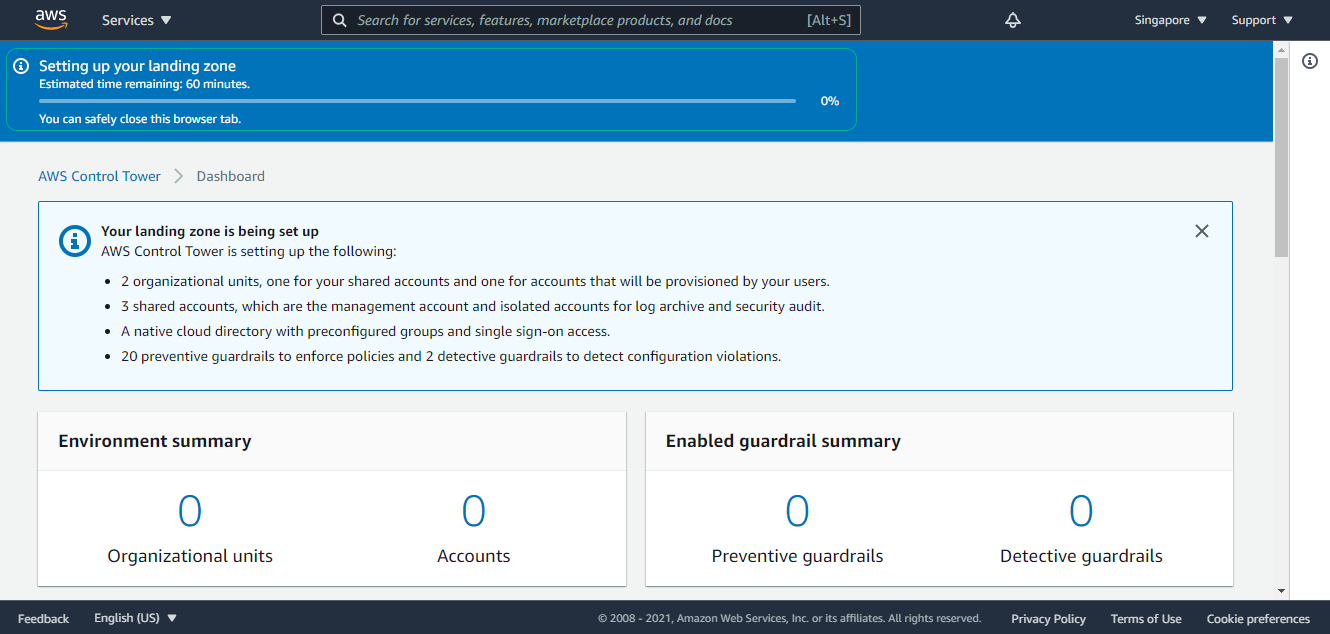 aws
Services
Search for services, features, marketplace products, and docs [Alt+S]
Singapore
Support
Setting up your landing zone
Estimated time remaining: 60 minutes.
0%
You can safely close this browser tab.
AWS Control Tower
Dashboard
Your landing zone is being set up
AWS Control Tower is setting up the following:
2 organizational units, one for your shared accounts and one for accounts that will be provisioned by your users.
3 shared accounts, which are the management account and isolated accounts for log archive and security audit.
A native cloud directory with preconfigured groups and single sign-on access.
20 preventive guardrails to enforce policies and 2 detective guardrails to detect configuration violations.
Environment summary
0
Organizational units
0
Accounts
Enabled guardrail summary
0
Preventive guardrails
0
Detective guardrails
Feedback
English (US)
© 2008 - 2021, Amazon Web Services, Inc. or its affiliates. All rights reserved.
Privacy Policy
Terms of Use
Cookie preferences